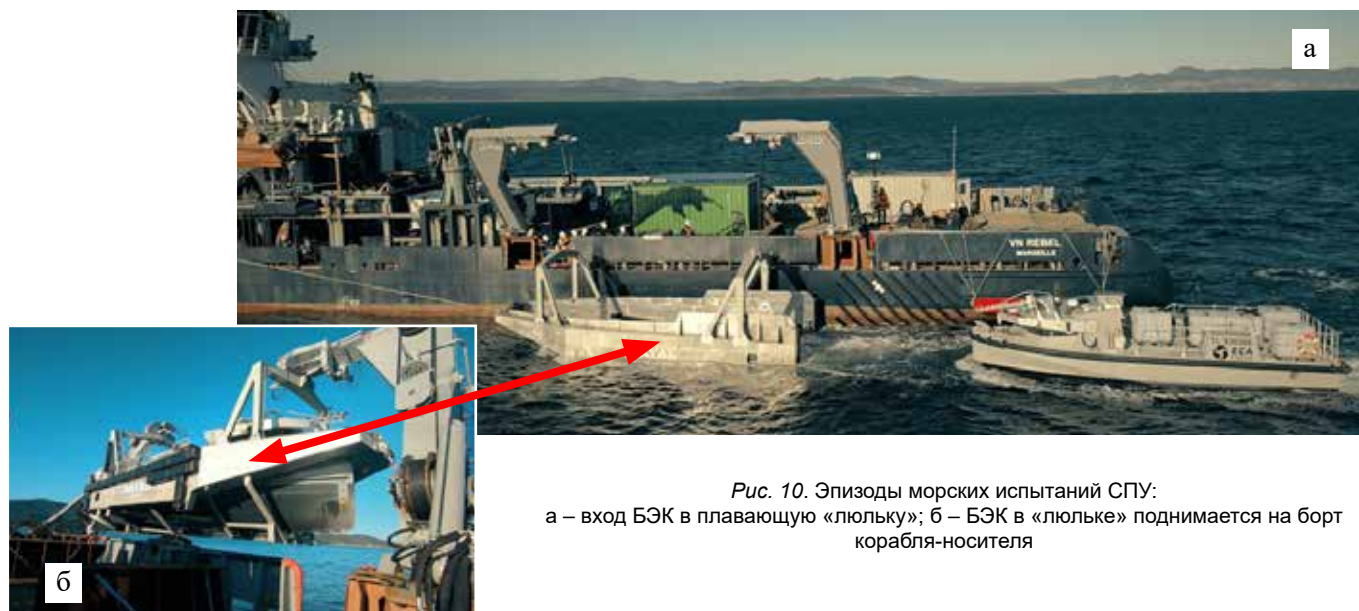 а
VN REBEL
MARSEILLE
ECA
б
Рис. 10. Эпизоды морских испытаний СПУ:
а – вход БЭК в плавающую «люльку»; б – БЭК в «люльке» поднимается на борт
корабля-носителя